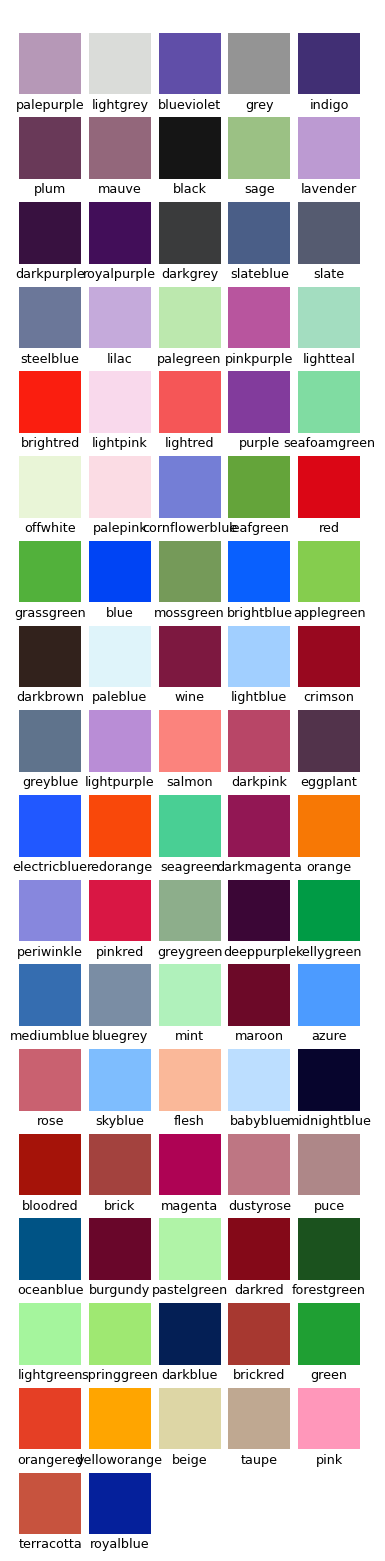 palepurple lightgrey blueviolet grey indigo
plum mauve black sage lavender
darkpurple royalpurple darkgrey slateblue slate
steelblue lilac palegreen pinkpurple lightteal
brightred lightpink lightred purple seafoamgreen
offwhite palepink cornflowerblue leafgreen red
grassgreen blue mossgreen brightblue applegreen
darkbrown paleblue wine lightblue crimson
greyblue lightpurple salmon darkpink eggplant
electricblue redorange seagreen darkmagenta orange
periwinkle pinkred greygreen deeppurple kellygreen
mediumblue bluegrey mint maroon azure
rose skyblue flesh babyblue midnightblue
bloodred brick magenta dustyrose puce
oceanblue burgundy pastelgreen darkred forestgreen
lightgreen springgreen darkblue brickred green
orangered yelloworange beige taupe pink
terracotta royalblue